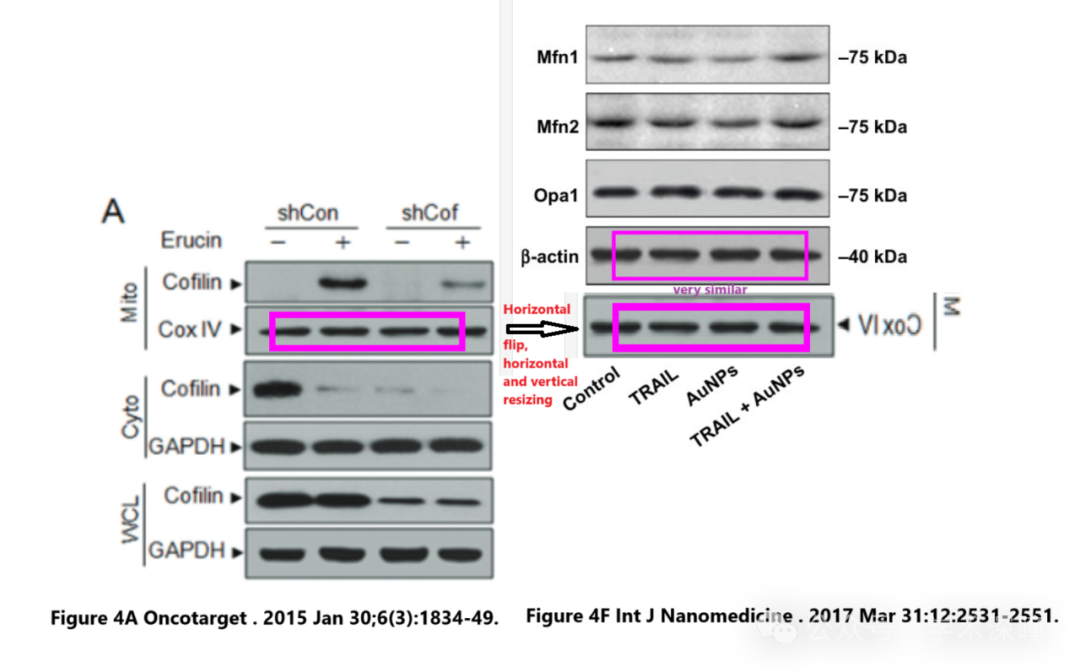 A
shCon shCof
Erucin − + − +
Mito
Cofilin
Cox IV
Cyto
Cofilin
GAPDH
WCL
Cofilin
GAPDH
Figure 4A Oncotarget . 2015 Jan 30;6(3):1834-49.
Horizontal
flip,
horizontal
and vertical
resizing
Mfn1 –75 kDa
Mfn2 –75 kDa
Opa1 –75 kDa
β-actin –40 kDa
very similar
Cox IV
M
Control TRAIL AuNPs TRAIL + AuNPs
Figure 4F Int J Nanomedicine . 2017 Mar 31:12:2531-2551.